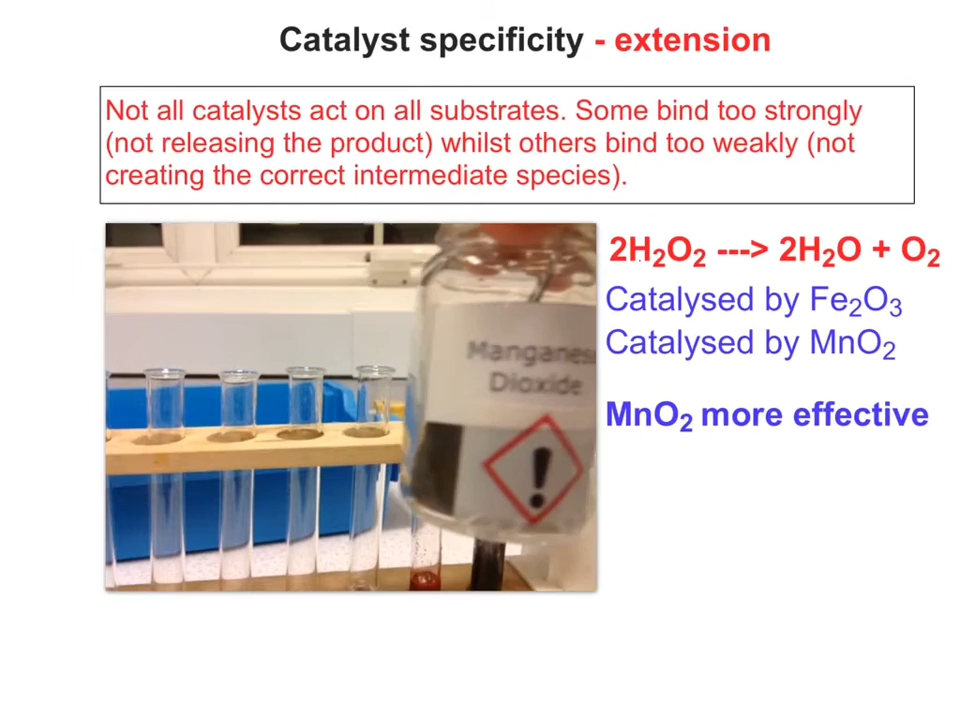 Catalyst specificity - extension
Not all catalysts act on all substrates. Some bind too strongly
(not releasing the product) whilst others bind too weakly (not
creating the correct intermediate species).
2H₂O₂ ---> 2H₂O + O₂
Catalysed by Fe₂O₃
Catalysed by MnO₂
MnO₂ more effective
Manganese
Dioxide